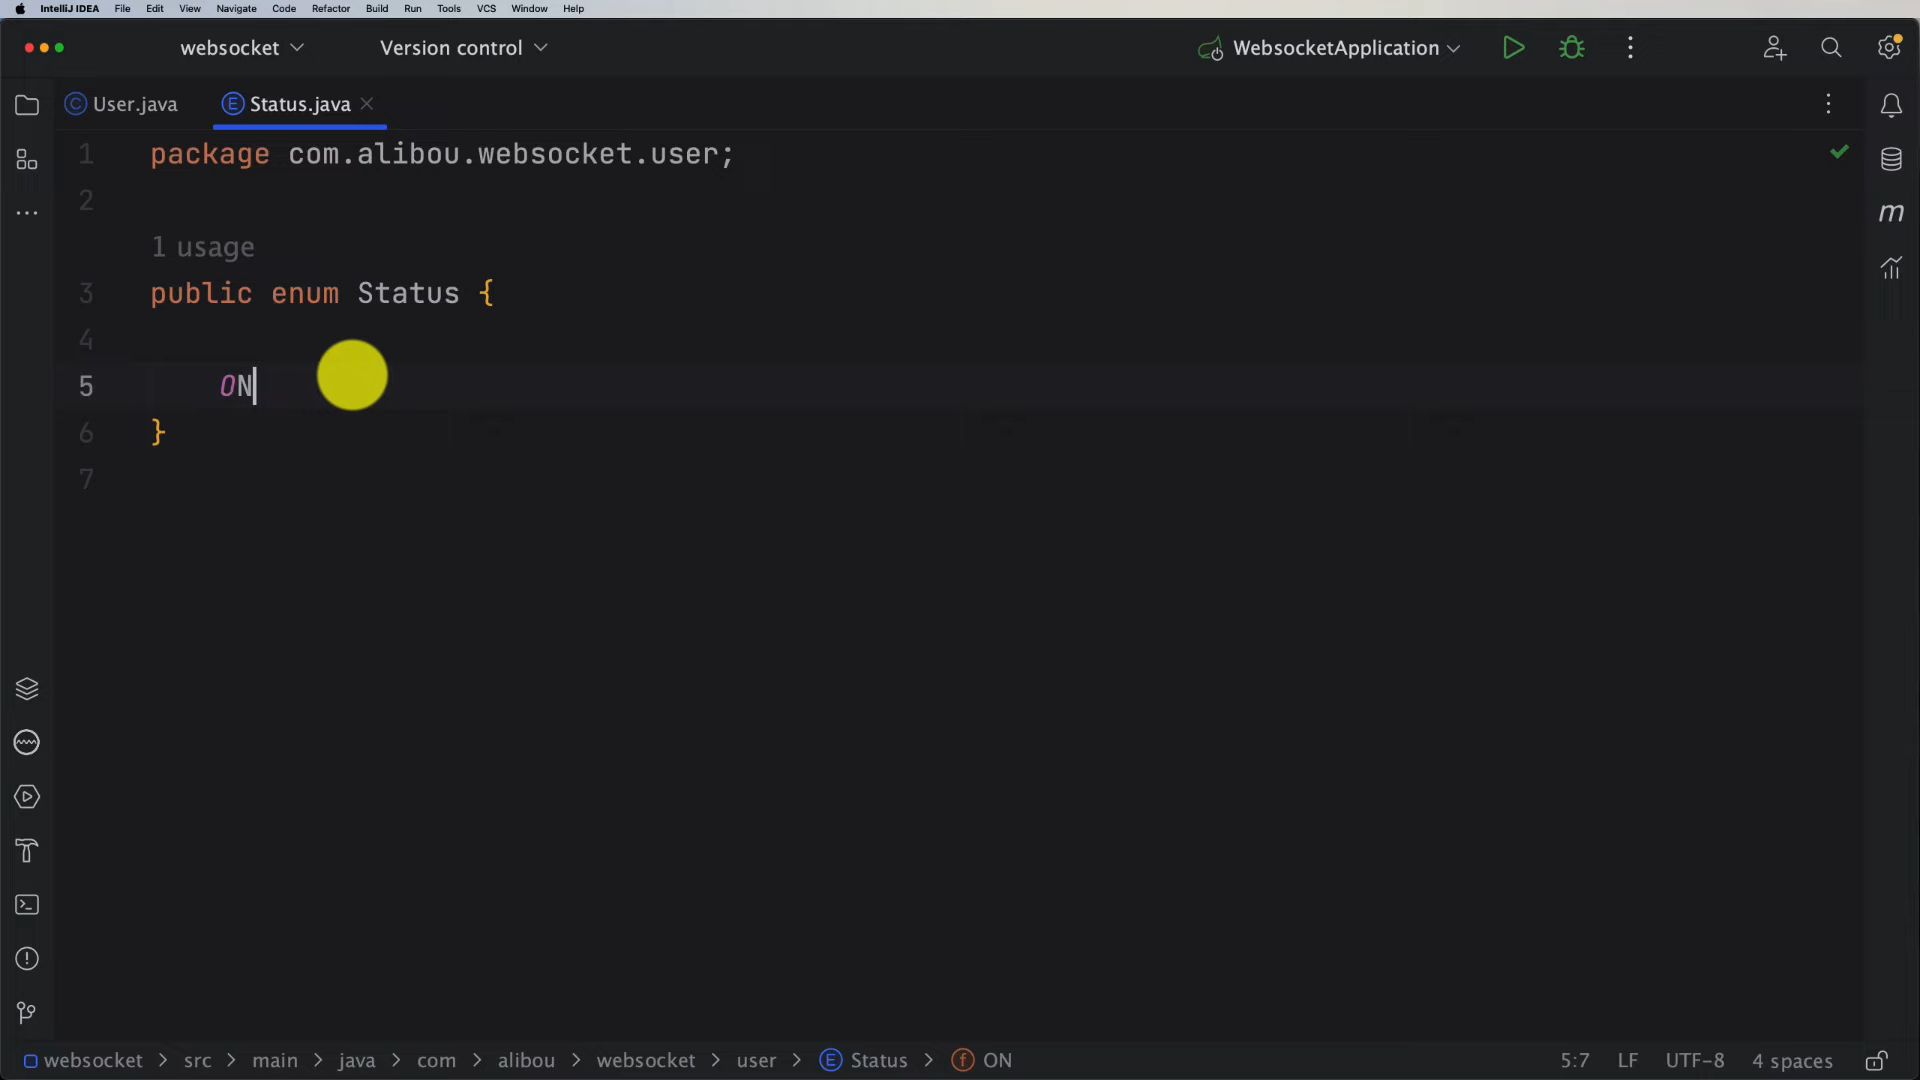 IntelliJ IDEA File Edit View Navigate Code Refactor Build Run Tools VCS Window Help
websocket Version control WebsocketApplication
User.java Status.java
1 package com.alibou.websocket.user;
2
1 usage
3 public enum Status {
4
5 ON
6 }
7
websocket > src > main > java > com > alibou > websocket > user > Status > ON 5:7 LF UTF-8 4 spaces